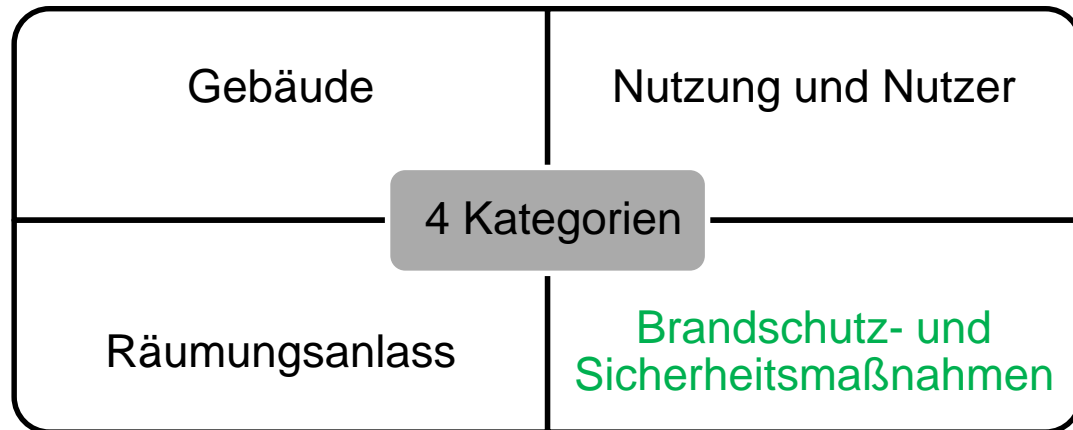 Gebäude
Nutzung und Nutzer
4 Kategorien
Räumungsanlass
Brandschutz- und
Sicherheitsmaßnahmen